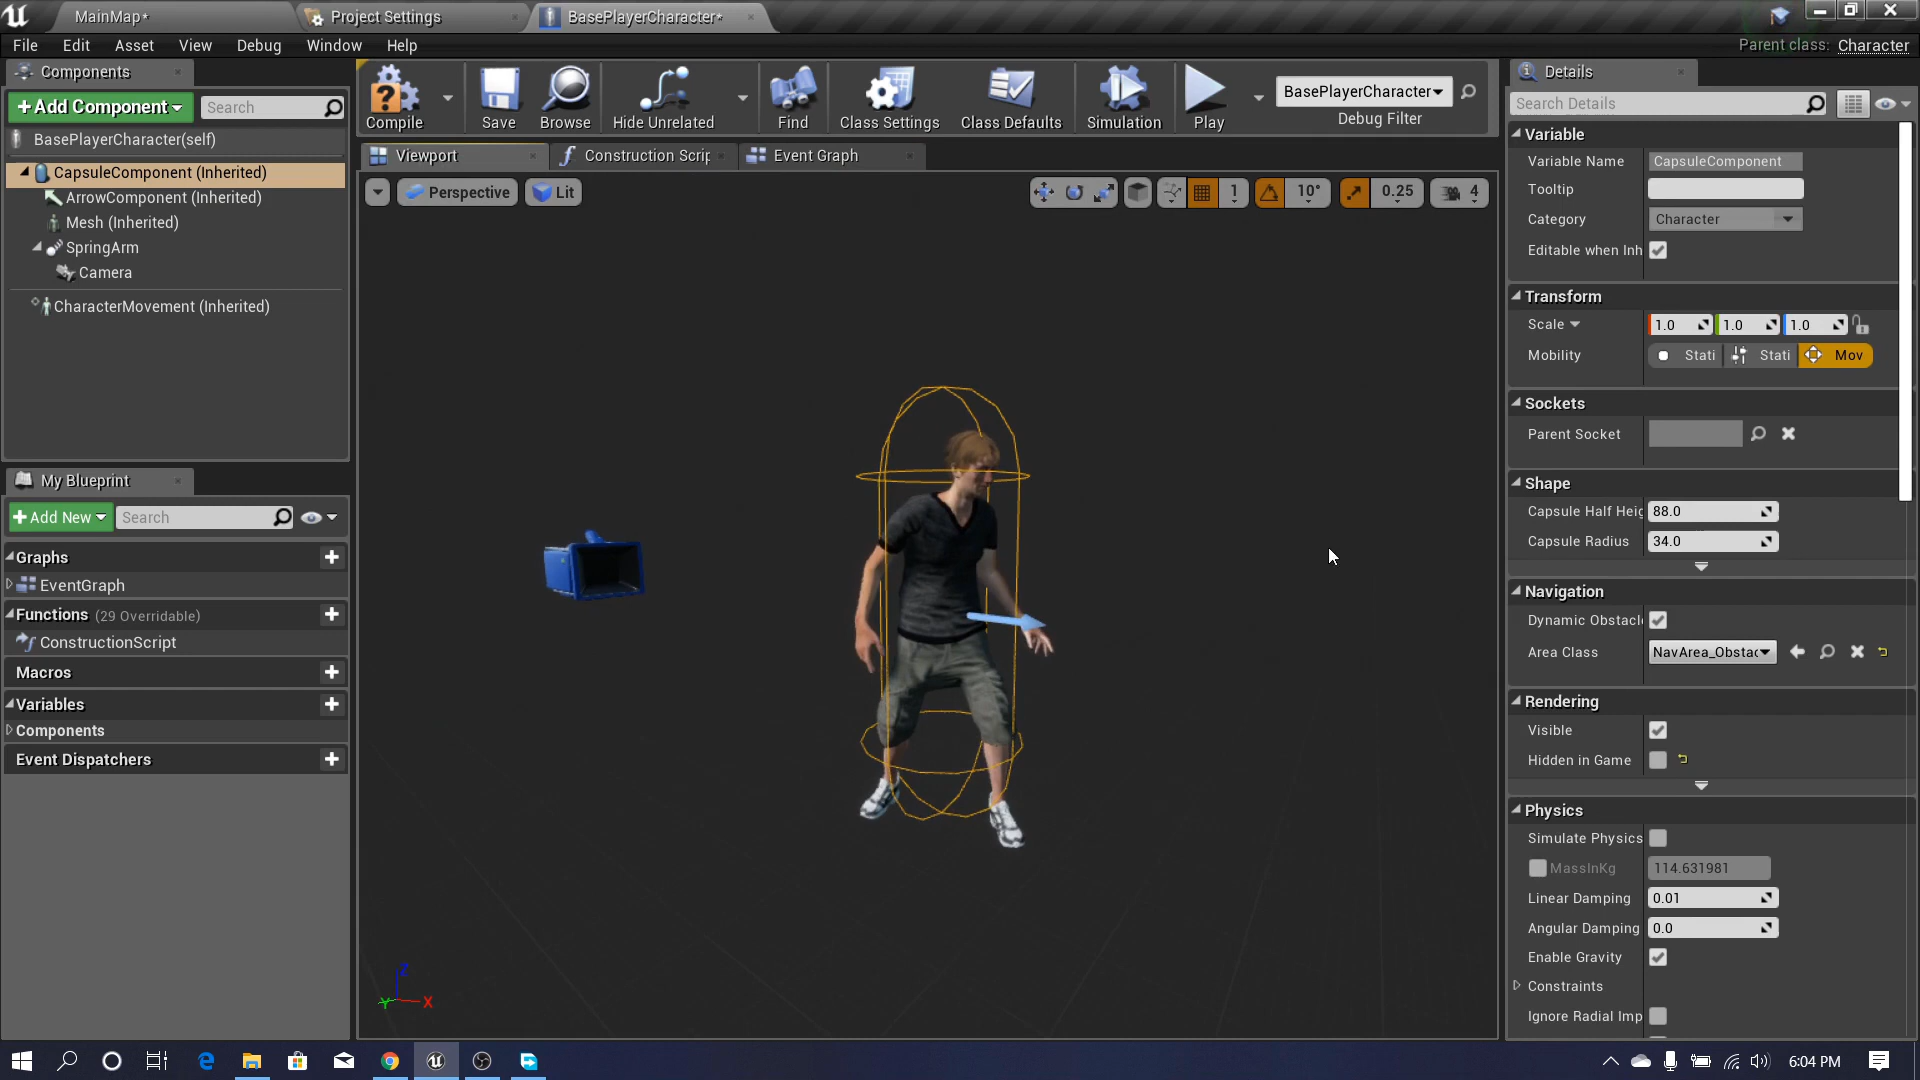 MainMap*
Project Settings
BasePlayerCharacter*
File Edit Asset View Debug Window Help
Parent class: Character
Components
+Add Component
Search
BasePlayerCharacter(self)
CapsuleComponent (Inherited)
ArrowComponent (Inherited)
Mesh (Inherited)
SpringArm
Camera
CharacterMovement (Inherited)
My Blueprint
+Add New
Search
Graphs
EventGraph
Functions (29 Overridable)
ConstructionScript
Macros
Variables
Components
Event Dispatchers
Compile
Save
Browse
Hide Unrelated
Find
Class Settings
Class Defaults
Simulation
Play
BasePlayerCharacter
Debug Filter
Viewport
Construction Scrip
Event Graph
Perspective
Lit
1
10°
0.25
4
Z
Y
X
Details
Search Details
Variable
Variable Name CapsuleComponent
Tooltip
Category Character
Editable when Inh
Transform
Scale 1.0 1.0 1.0
Mobility Stati Stati Mov
Sockets
Parent Socket
Shape
Capsule Half Heig 88.0
Capsule Radius 34.0
Navigation
Dynamic Obstacle
Area Class NavArea_Obstac
Rendering
Visible
Hidden in Game
Physics
Simulate Physics
MassInKg 114.631981
Linear Damping 0.01
Angular Damping 0.0
Enable Gravity
Constraints
Ignore Radial Imp
6:04 PM